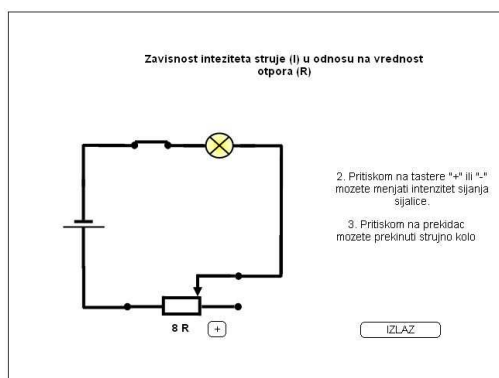 Zavisnost inteziteta struje (I) u odnosu na vrednost
otpora (R)
2. Pritiskom na tastere "+" ili "-"
mozete menjati intenzitet sijanja
sijalice.
3. Pritiskom na prekidac
mozete prekinuti strujno kolo
8 R
+
IZLAZ